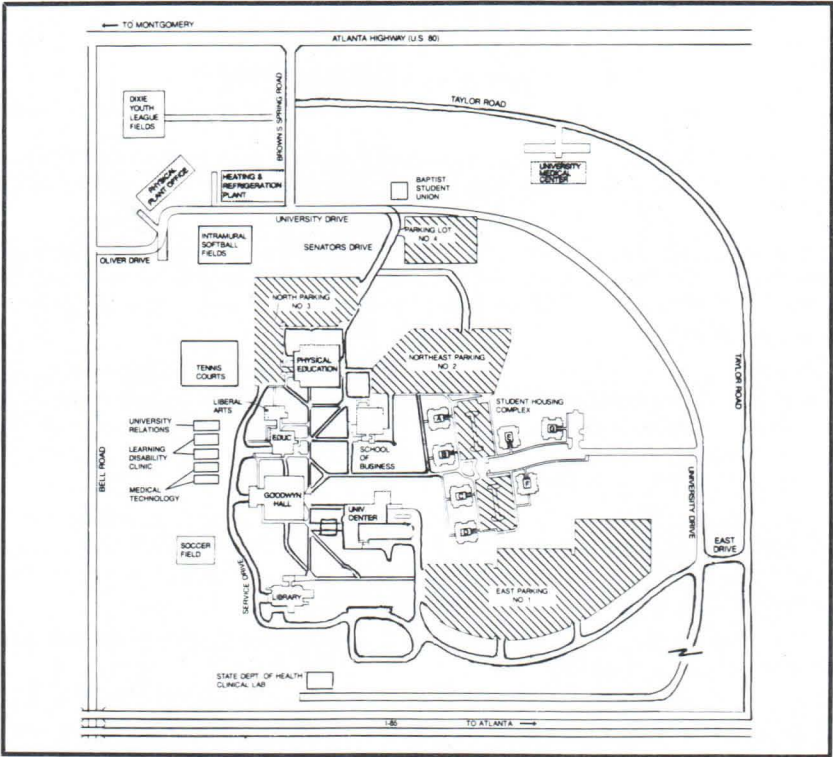 ← TO MONTGOMERY
ATLANTA HIGHWAY (U.S. 80)
DIXIE
YOUTH
LEAGUE
FIELDS
BROWN'S SPRING ROAD
TAYLOR ROAD
UNIVERSITY
MEDICAL
CENTER
PHYSICAL
PLANT OFFICE
HEATING &
REFRIGERATION
PLANT
BAPTIST
STUDENT
UNION
UNIVERSITY DRIVE
INTRAMURAL
SOFTBALL
FIELDS
SENATORS DRIVE
PARKING LOT
NO 4
OLIVER DRIVE
NORTH PARKING
NO 3
PHYSICAL
EDUCATION
NORTHEAST PARKING
NO 2
TENNIS
COURTS
TAYLOR ROAD
LIBERAL
ARTS
STUDENT HOUSING
COMPLEX
UNIVERSITY
RELATIONS
A
E
G
EDUC
LEARNING
DISABILITY
CLINIC
SCHOOL
OF
BUSINESS
B
BELL ROAD
MEDICAL
TECHNOLOGY
GOODWYN
HALL
C
F
UNIV
CENTER
D
UNIVERSITY DRIVE
SOCCER
FIELD
EAST
DRIVE
SERVICE DRIVE
LIBRARY
EAST PARKING
NO 1
STATE DEPT OF HEALTH
CLINICAL LAB
I-85
TO ATLANTA →